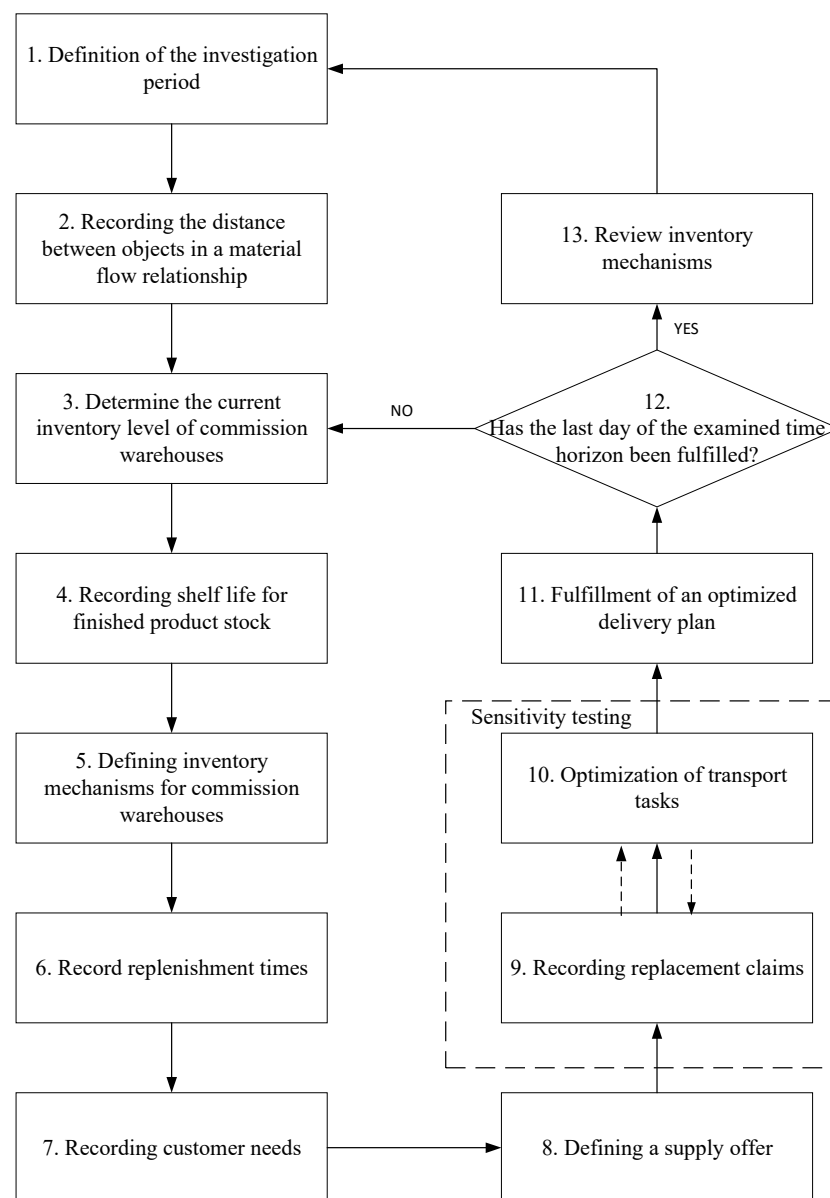 1. Definition of the investigation
period
2. Recording the distance
between objects in a material
flow relationship
3. Determine the current
inventory level of commission
warehouses
4. Recording shelf life for
finished product stock
5. Defining inventory
mechanisms for commission
warehouses
6. Record replenishment times
7. Recording customer needs
8. Defining a supply offer
9. Recording replacement claims
10. Optimization of transport
tasks
Sensitivity testing
11. Fulfillment of an optimized
delivery plan
12.
Has the last day of the examined time
horizon been fulfilled?
NO
YES
13. Review inventory
mechanisms